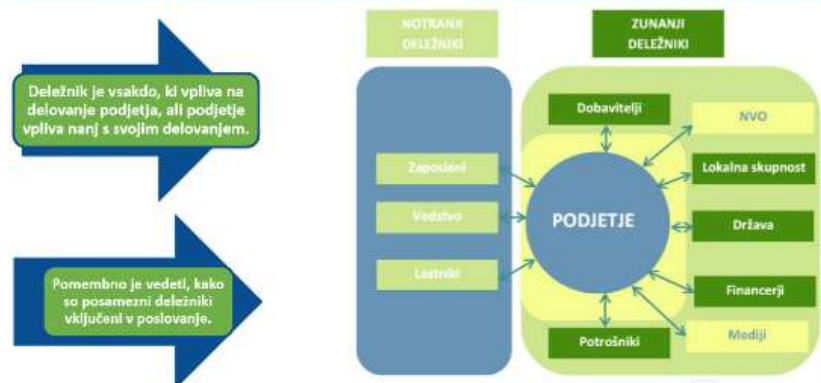 Deležnik je vsakdo, ki vpliva na
delovanje podjetja, ali podjetje
vpliva nanj s svojim delovanjem.
Pomembno je vedeti, kako
so posamezni deležniki
vključeni v poslovanje.
NOTRANJI
DELEŽNIKI
ZUNANJI
DELEŽNIKI
Zaposleni
Vodstvo
Lastniki
PODJETJE
Dobavitelji
NVO
Lokalna skupnost
Država
Financerji
Mediji
Potrošniki